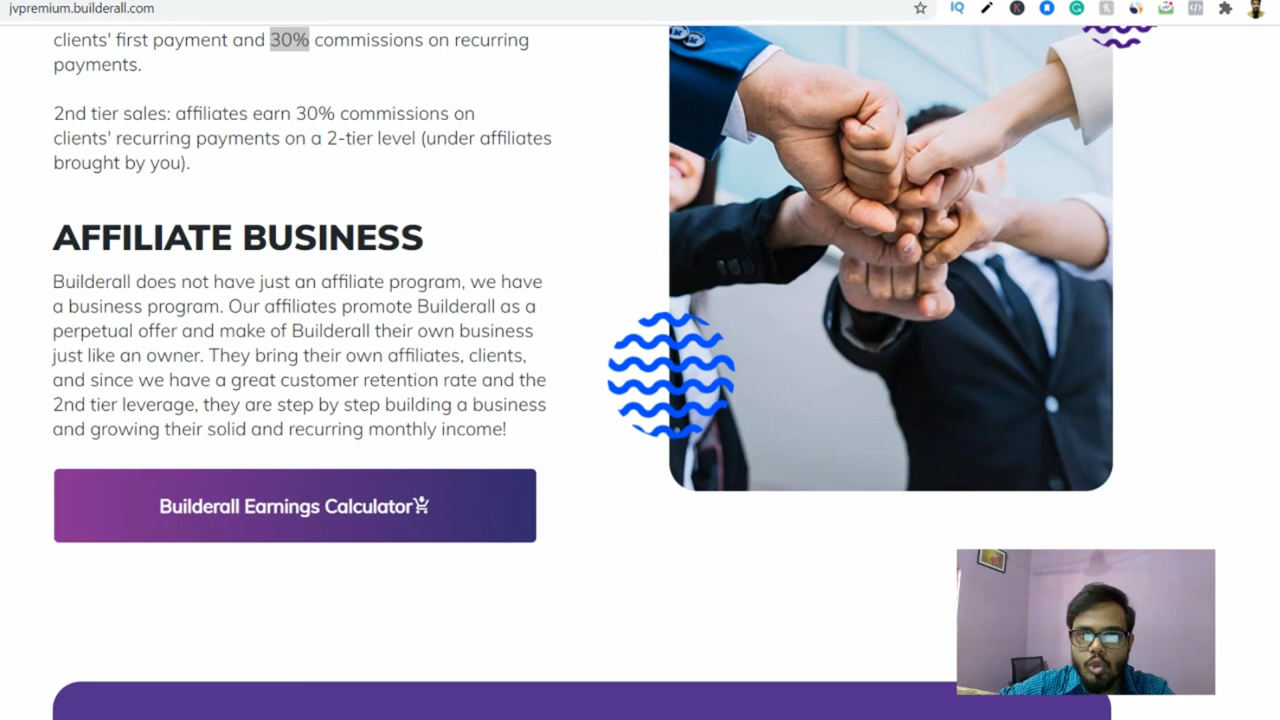 jvpremium.builderall.com
clients' first payment and 30% commissions on recurring
payments.
2nd tier sales: affiliates earn 30% commissions on
clients' recurring payments on a 2-tier level (under affiliates
brought by you).
AFFILIATE BUSINESS
Builderall does not have just an affiliate program, we have
a business program. Our affiliates promote Builderall as a
perpetual offer and make of Builderall their own business
just like an owner. They bring their own affiliates, clients,
and since we have a great customer retention rate and the
2nd tier leverage, they are step by step building a business
and growing their solid and recurring monthly income!
Builderall Earnings Calculator